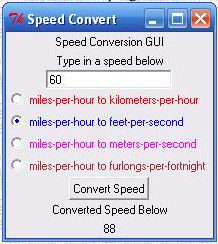 Speed Convert
Speed Conversion GUI
Type in a speed below
60
miles-per-hour to kilometers-per-hour
miles-per-hour to feet-per-second
miles-per-hour to meters-per-second
miles-per-hour to furlongs-per-fortnight
Convert Speed
Converted Speed Below
88